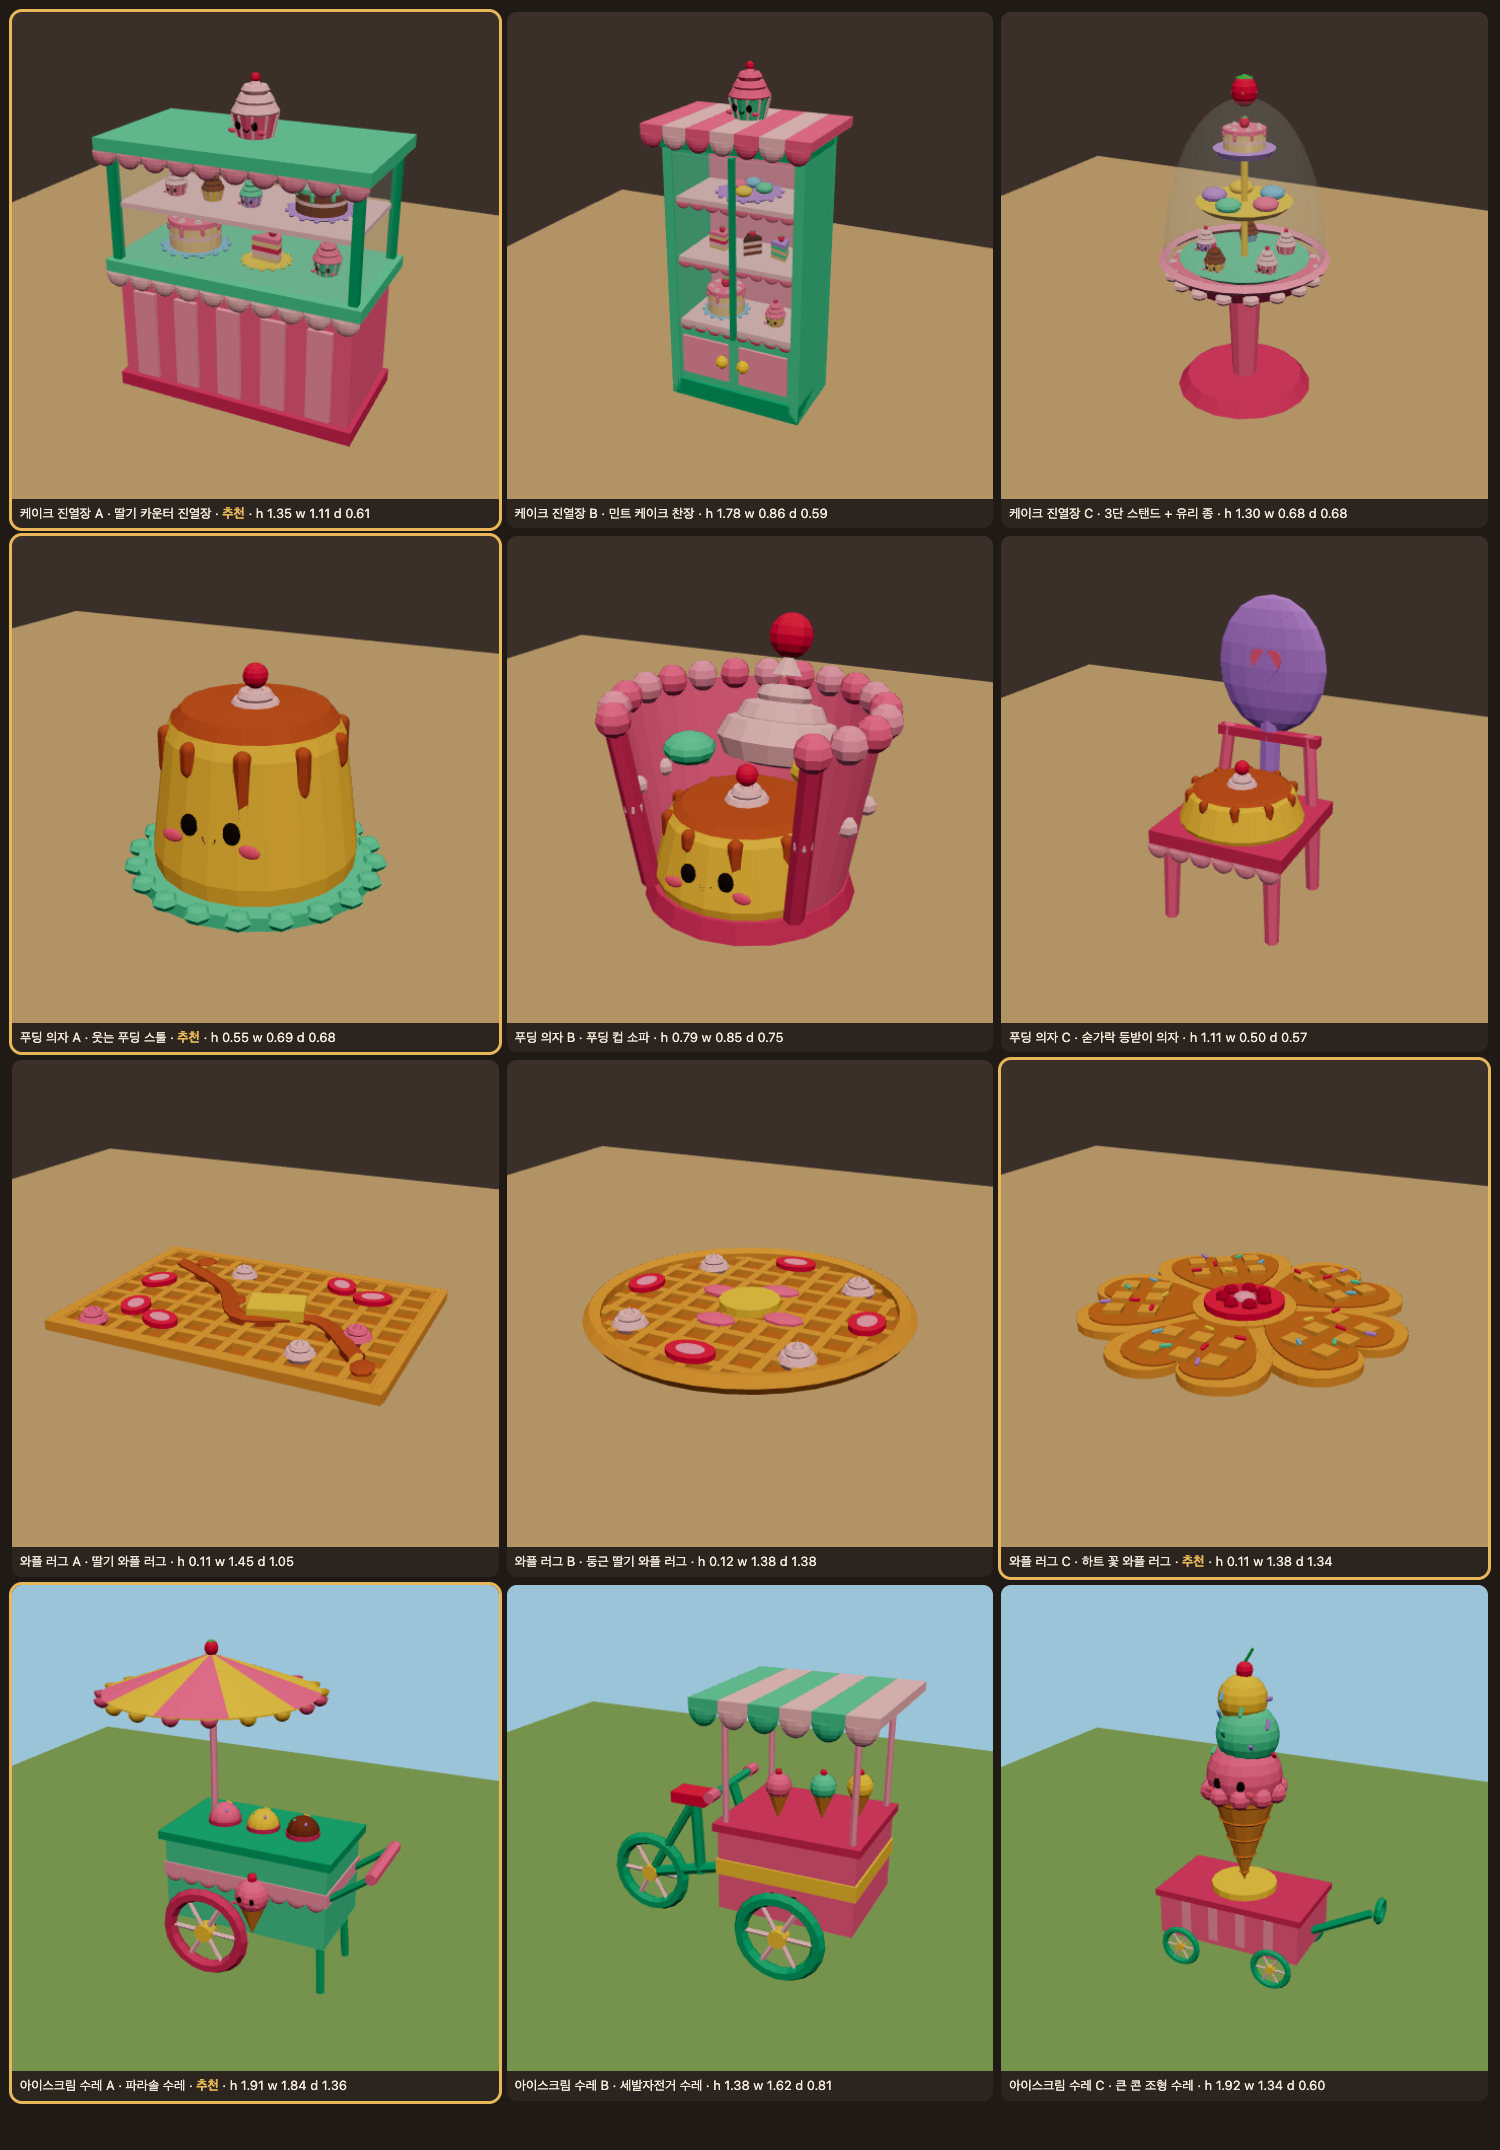 케이크 진열장 A · 딸기 카운터 진열장 · 추천 · h 1.35 w 1.11 d 0.61
케이크 진열장 B · 민트 케이크 찬장 · h 1.78 w 0.86 d 0.59
케이크 진열장 C · 3단 스탠드 + 유리 종 · h 1.30 w 0.68 d 0.68
푸딩 의자 A · 웃는 푸딩 스툴 · 추천 · h 0.55 w 0.69 d 0.68
푸딩 의자 B · 푸딩 컵 소파 · h 0.79 w 0.85 d 0.75
푸딩 의자 C · 숟가락 등받이 의자 · h 1.11 w 0.50 d 0.57
와플 러그 A · 딸기 와플 러그 · h 0.11 w 1.45 d 1.05
와플 러그 B · 둥근 딸기 와플 러그 · h 0.12 w 1.38 d 1.38
와플 러그 C · 하트 꽃 와플 러그 · 추천 · h 0.11 w 1.38 d 1.34
아이스크림 수레 A · 파라솔 수레 · 추천 · h 1.91 w 1.84 d 1.36
아이스크림 수레 B · 세발자전거 수레 · h 1.38 w 1.62 d 0.81
아이스크림 수레 C · 큰 콘 조형 수레 · h 1.92 w 1.34 d 0.60